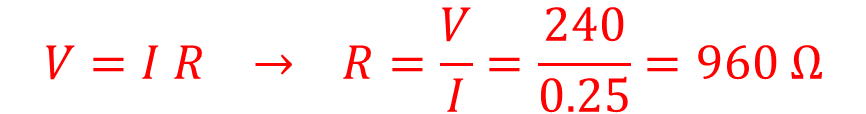 V = I R → R = V/I = 240/0.25 = 960 Ω